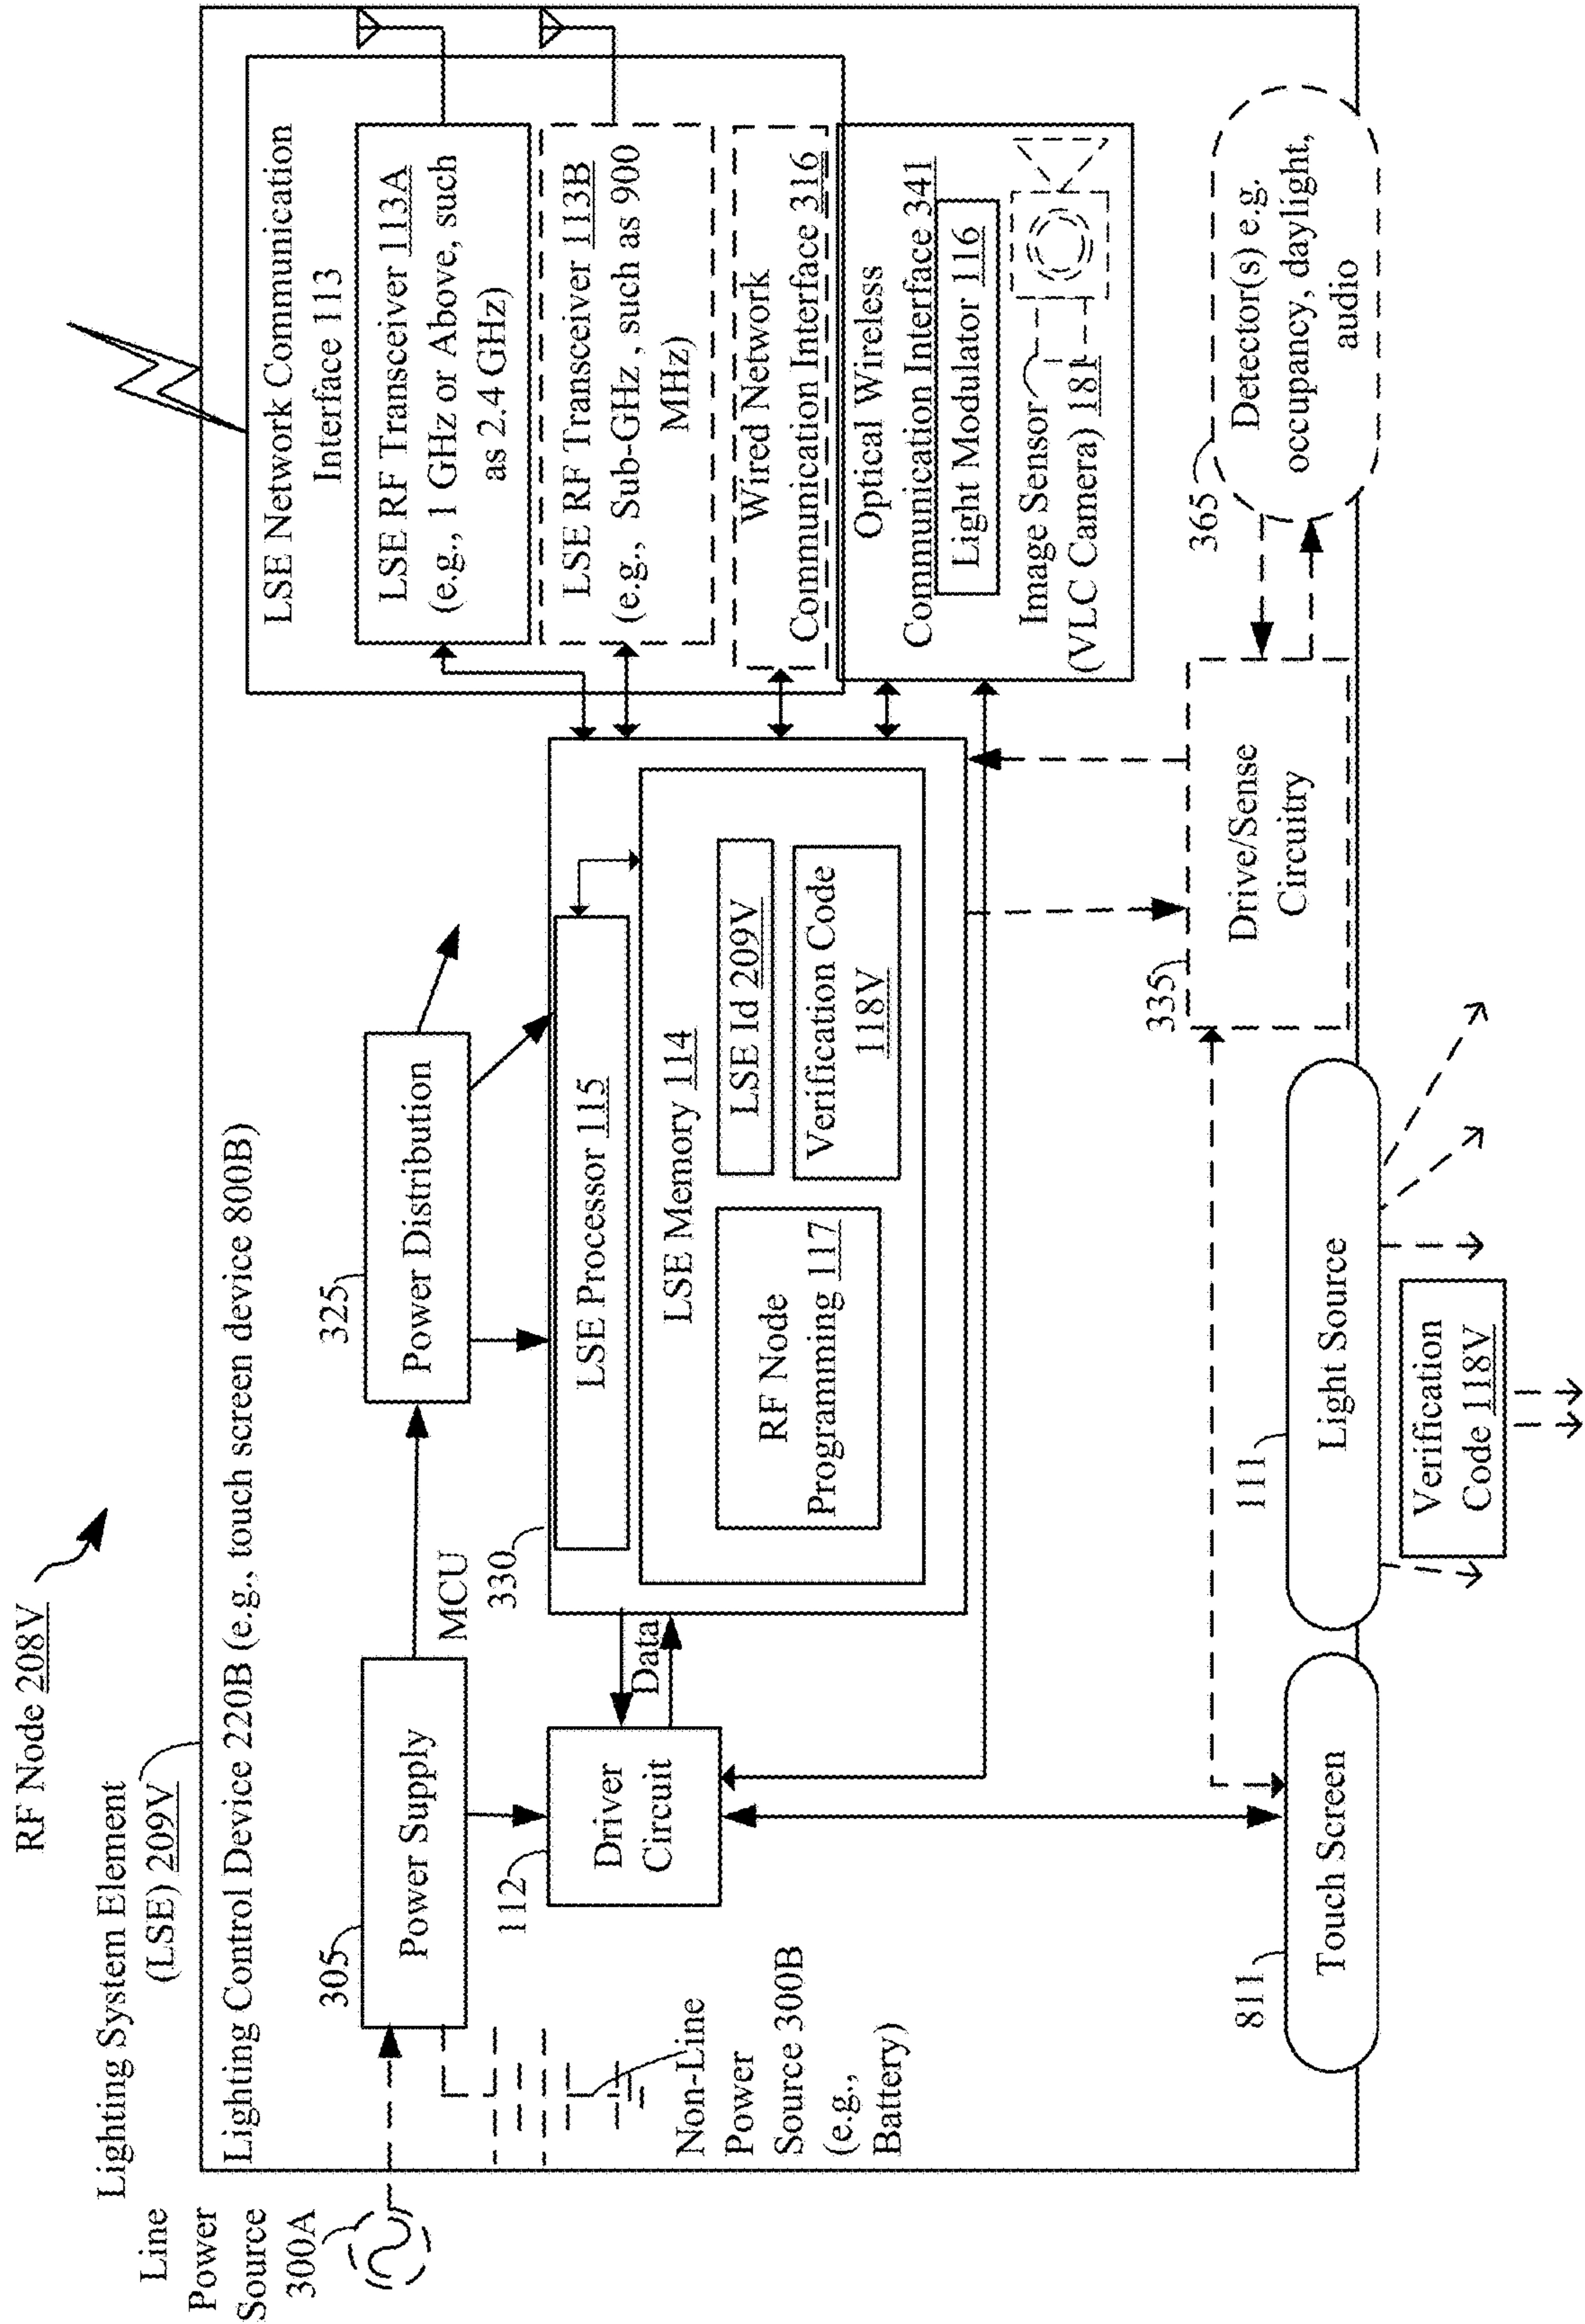 RF Node 208V
Lighting System Element
(LSE) 209V
Line
Power
Source
300A
Lighting Control Device 220B (e.g., touch screen device 800B)
305
Power Supply
MCU
325
Power Distribution
Non-Line
Power
Source 300B
(e.g.,
Battery)
112
Driver
Circuit
Data
330
LSE Processor 115
LSE Memory 114
RF Node
Programming 117
LSE Id 209V
Verification Code
118V
LSE Network Communication
Interface 113
LSE RF Transceiver 113A
(e.g., 1 GHz or Above, such
as 2.4 GHz)
LSE RF Transceiver 113B
(e.g., Sub-GHz , such as 900
MHz)
Wired Network
Communication Interface 316
Optical Wireless
Communication Interface 341
Light Modulator 116
Image Sensor
(VLC Camera) 181
335
Drive/Sense
Circuitry
365
Detector(s) e.g.
occupancy, daylight,
audio
811
Touch Screen
111
Light Source
Verification
Code 118V